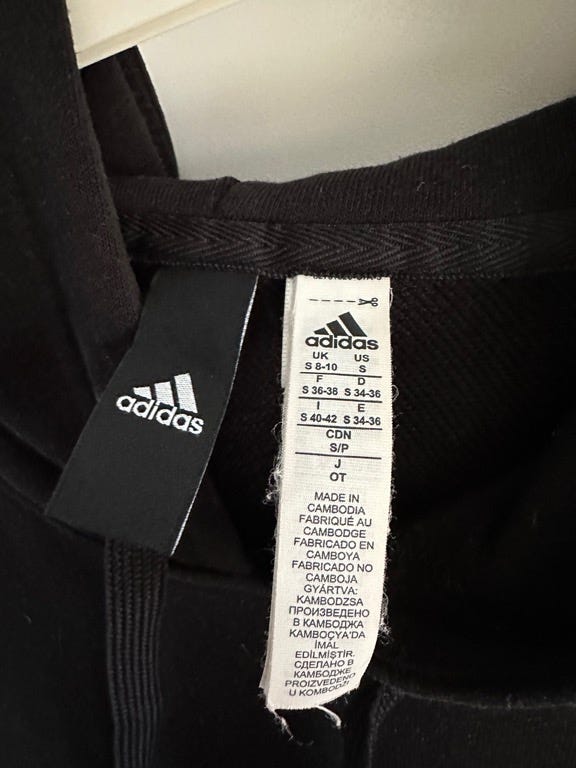 adidas
adidas
UK US
S 8-10 S
F D
S 36-38 S 34-36
I E
S 40-42 S 34-36
CDN
S/P
J
OT
MADE IN
CAMBODIA
FABRIQUÉ AU
CAMBODGE
FABRICADO EN
CAMBOYA
FABRICADO NO
CAMBOJA
GYÁRTVA:
KAMBODZSA
ПРОИЗВЕДЕНО
В КАМБОДЖА
KAMBOÇYA'DA
İMAL
EDİLMİŞTİR.
СДЕЛАНО В
КАМБОДЖЕ
PROIZVEDENO
U KOMBODŽI